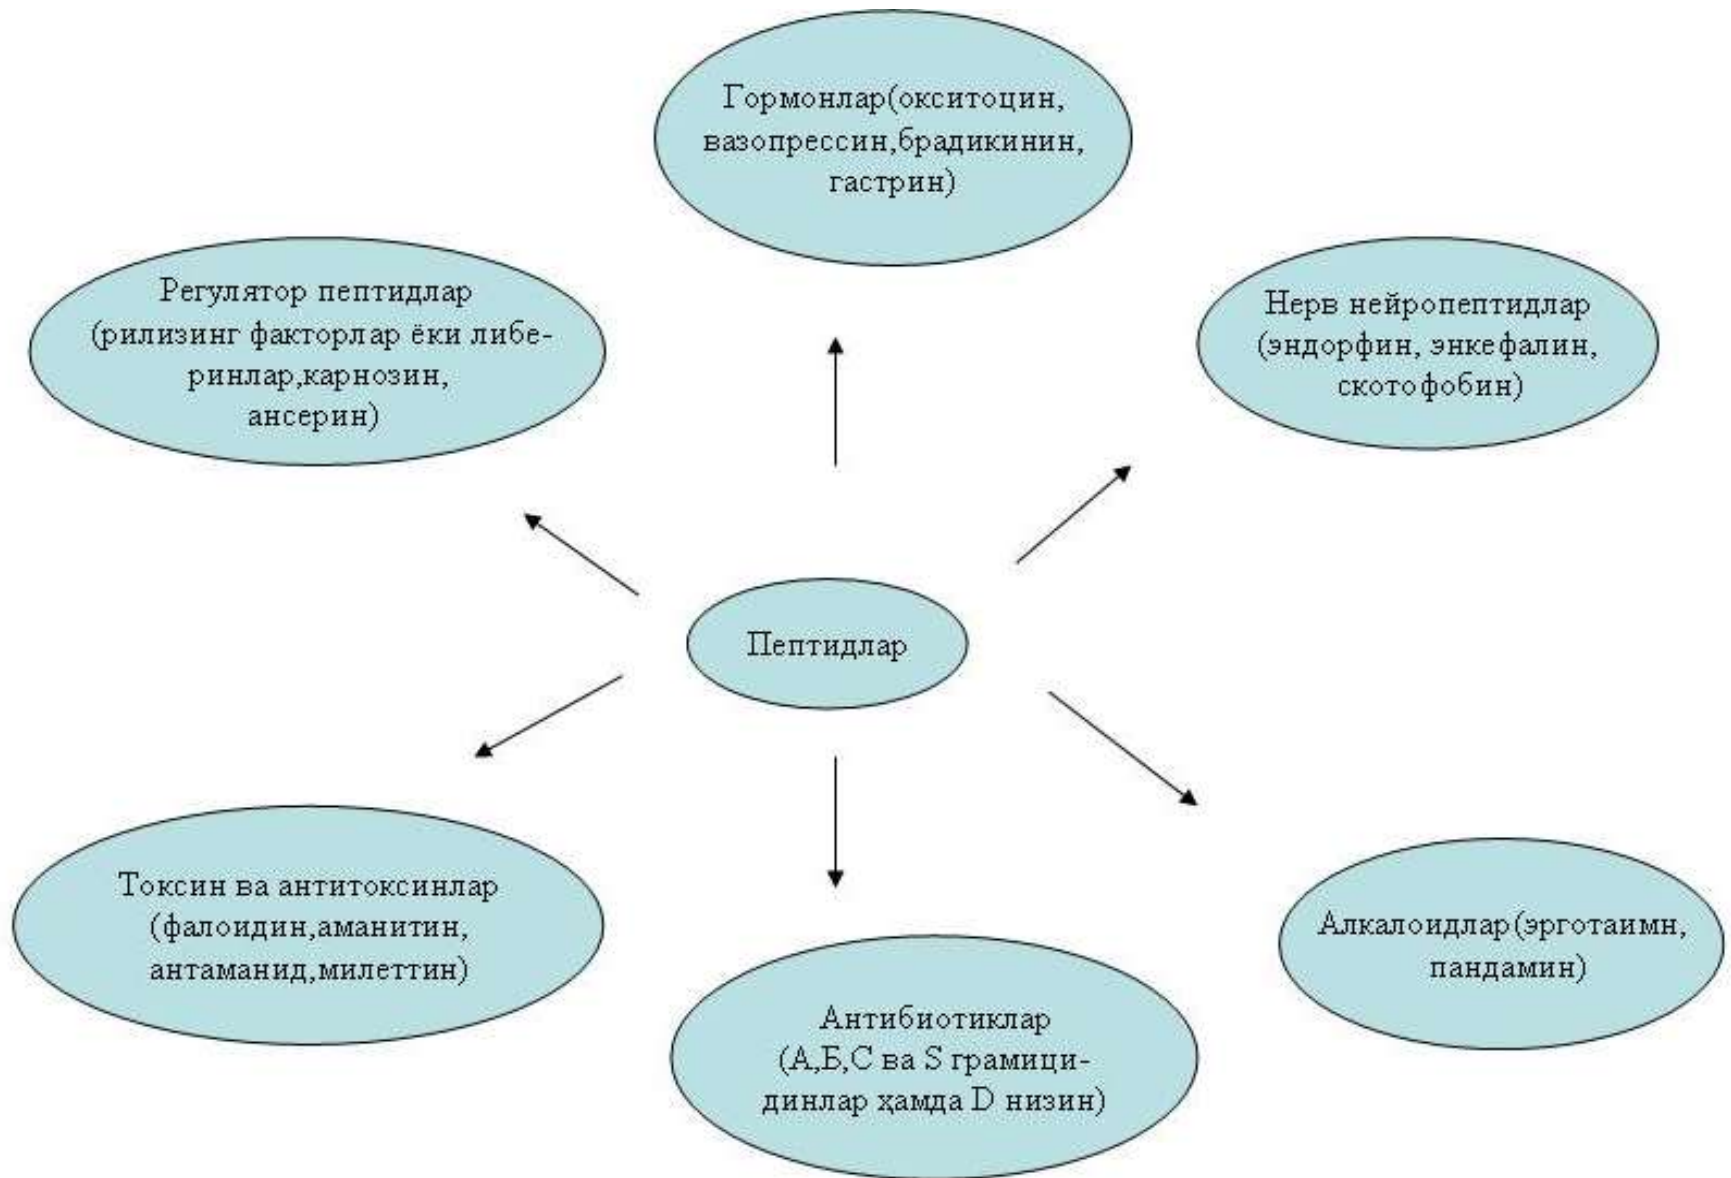 Гормонлар(окситоцин,
вазопрессин,брадикинин,
гастрин)
Регулятор пептидлар
(рилизинг факторлар ёки либе-
ринлар,карнозин,
ансерин)
Нерв нейропептидлар
(эндорфин, энкефалин,
скотофобин)
Пептидлар
Токсин ва антитоксинлар
(фалоидин,аманитин,
антаманид,милеттин)
Антибиотиклар
(А,Б,С ва S грамици-
динлар ҳамда D низин)
Алкалоидлар(эрготаимн,
пандамин)